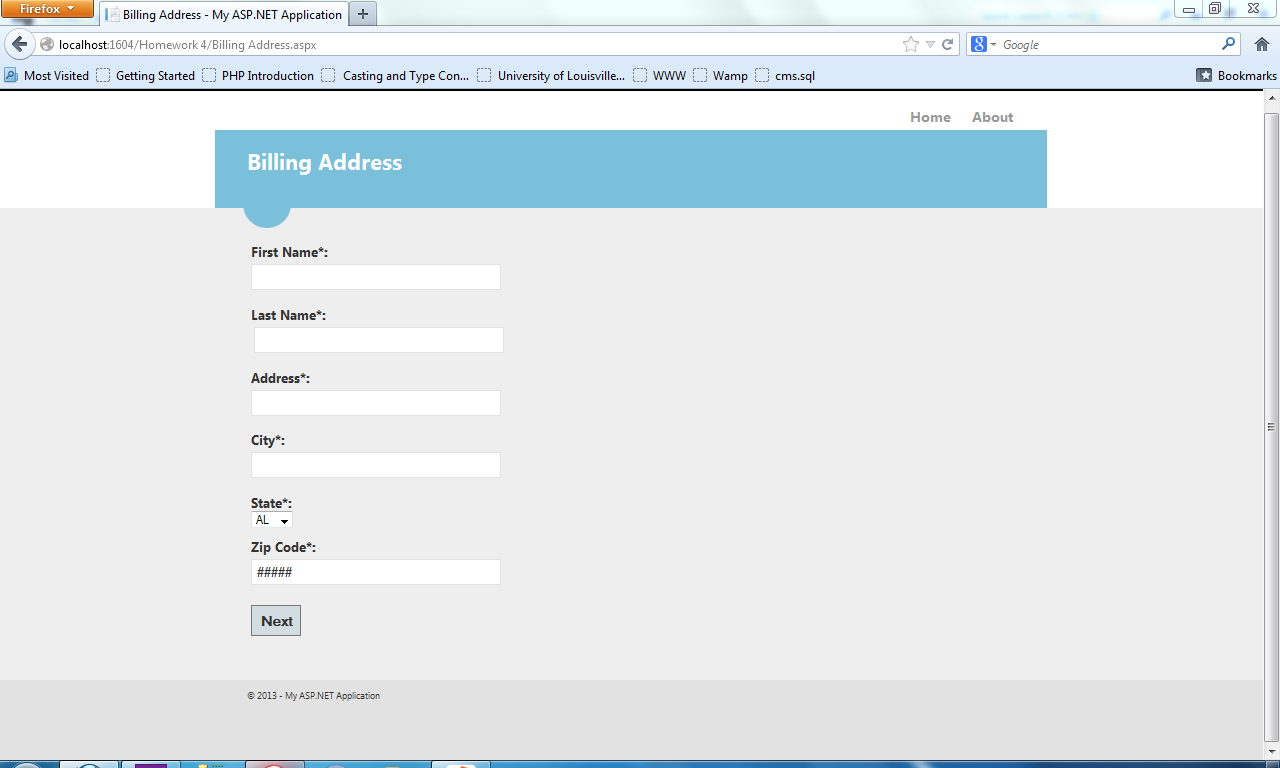 Firefox
Billing Address - My ASP.NET Application
localhost:1604/Homework 4/Billing Address.aspx
Google
Most Visited Getting Started PHP Introduction Casting and Type Con... University of Louisville... WWW Wamp cms.sql Bookmarks
Home About
Billing Address
First Name*:
Last Name*:
Address*:
City*:
State*:
AL
Zip Code*:
#####
Next
© 2013 - My ASP.NET Application